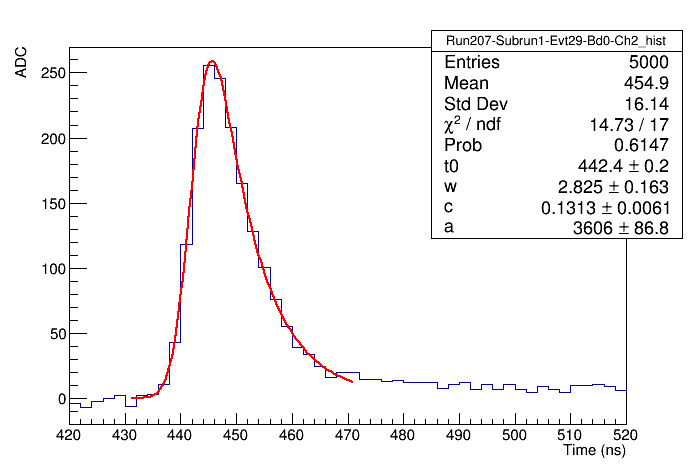 Run207-Subrun1-Evt29-Bd0-Ch2_hist
Entries 5000
Mean 454.9
Std Dev 16.14
χ² / ndf 14.73 / 17
Prob 0.6147
t0 442.4 ± 0.2
w 2.825 ± 0.163
c 0.1313 ± 0.0061
a 3606 ± 86.8
ADC
250
200
150
100
50
0
420 430 440 450 460 470 480 490 500 510 520
Time (ns)